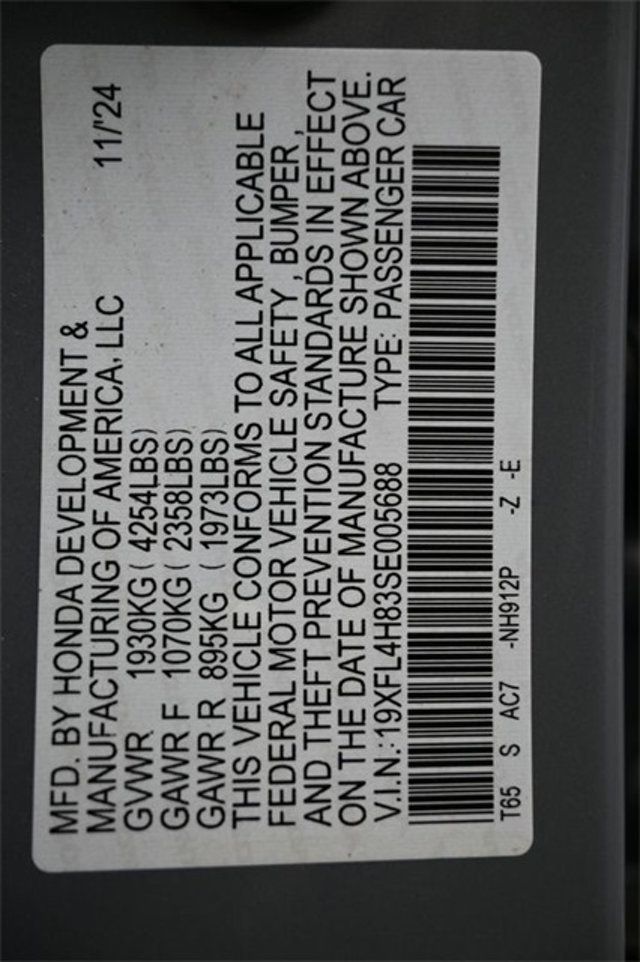 MFD. BY HONDA DEVELOPMENT &
MANUFACTURING OF AMERICA, LLC 11/'24
GVWR 1930KG ( 4254LBS)
GAWR F 1070KG ( 2358LBS)
GAWR R 895KG ( 1973LBS)
THIS VEHICLE CONFORMS TO ALL APPLICABLE
FEDERAL MOTOR VEHICLE SAFETY , BUMPER ,
AND THEFT PREVENTION STANDARDS IN EFFECT
ON THE DATE OF MANUFACTURE SHOWN ABOVE.
V.I.N.: 19XFL4H83SE005688 TYPE: PASSENGER CAR
T65 S AC7 -NH912P -Z -E